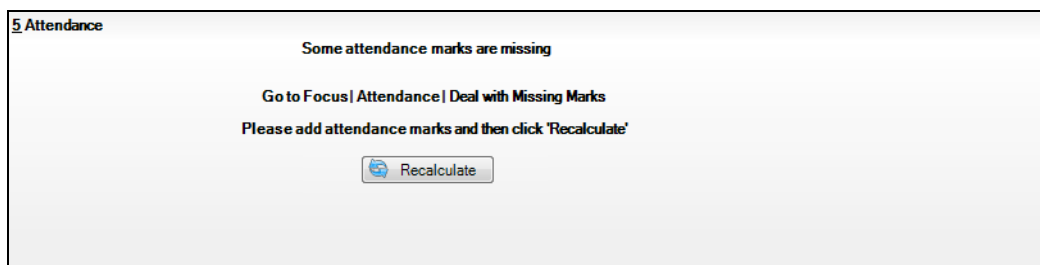 5 Attendance
Some attendance marks are missing
Go to Focus | Attendance | Deal with Missing Marks
Please add attendance marks and then click 'Recalculate'
Recalculate